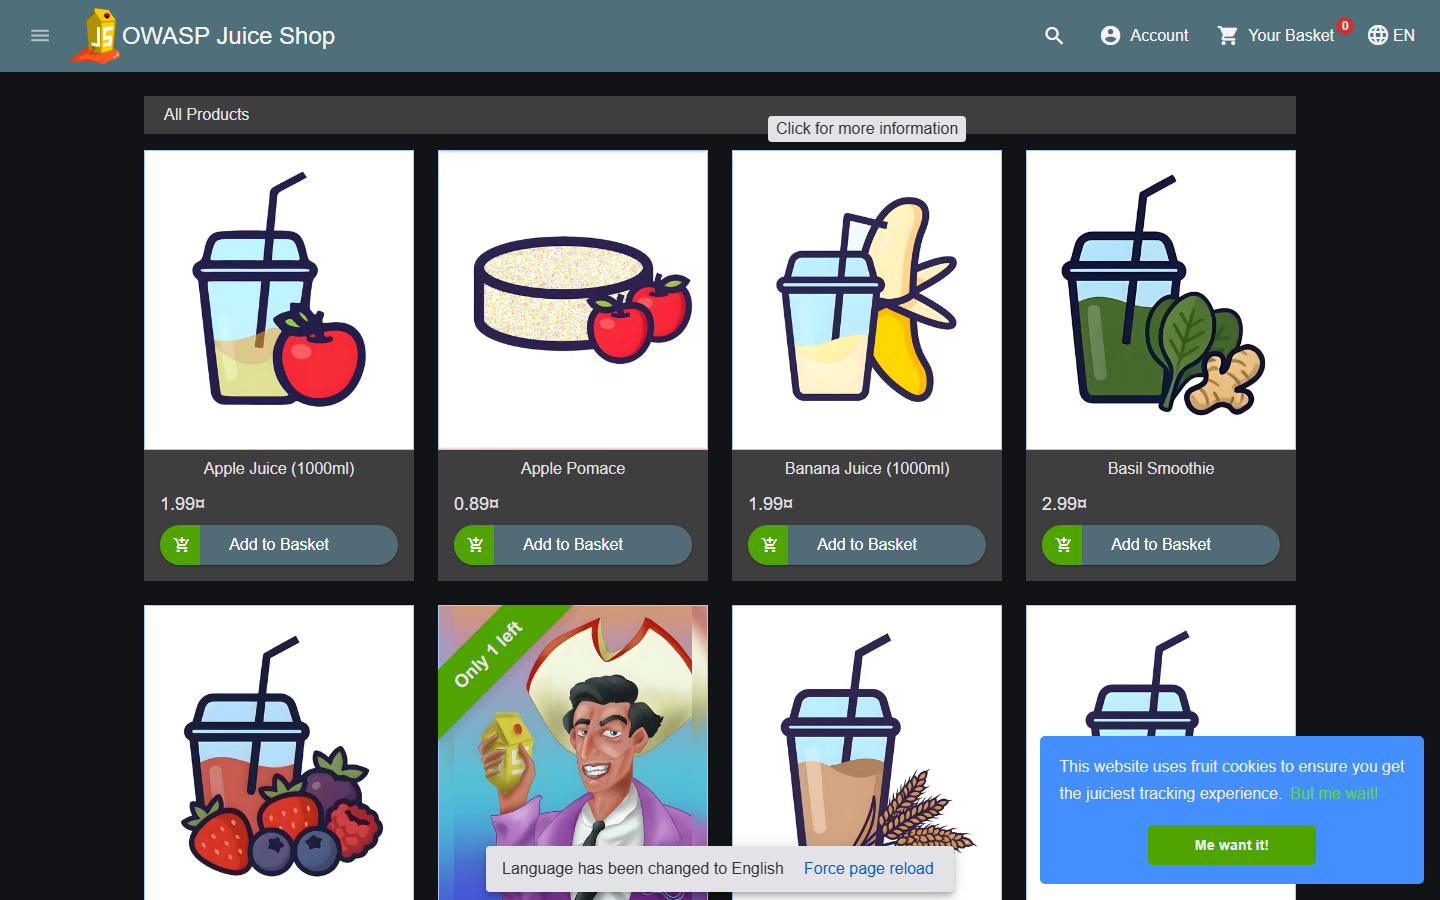 OWASP Juice Shop
Account
Your Basket
0
EN
All Products
Click for more information
Apple Juice (1000ml)
1.99¤
Add to Basket
Apple Pomace
0.89¤
Add to Basket
Banana Juice (1000ml)
1.99¤
Add to Basket
Basil Smoothie
2.99¤
Add to Basket
Only 1 left
JS
This website uses fruit cookies to ensure you get
the juiciest tracking experience. But me wait!
Me want it!
Language has been changed to English Force page reload